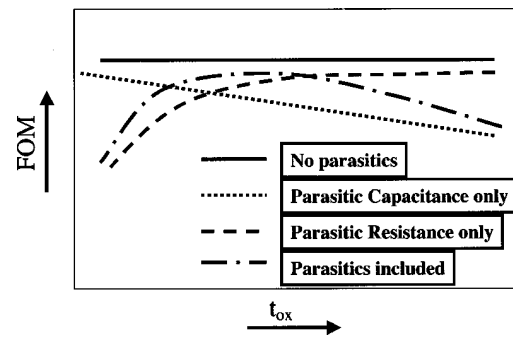 FOM
No parasitics
Parasitic Capacitance only
Parasitic Resistance only
Parasitics included
tox